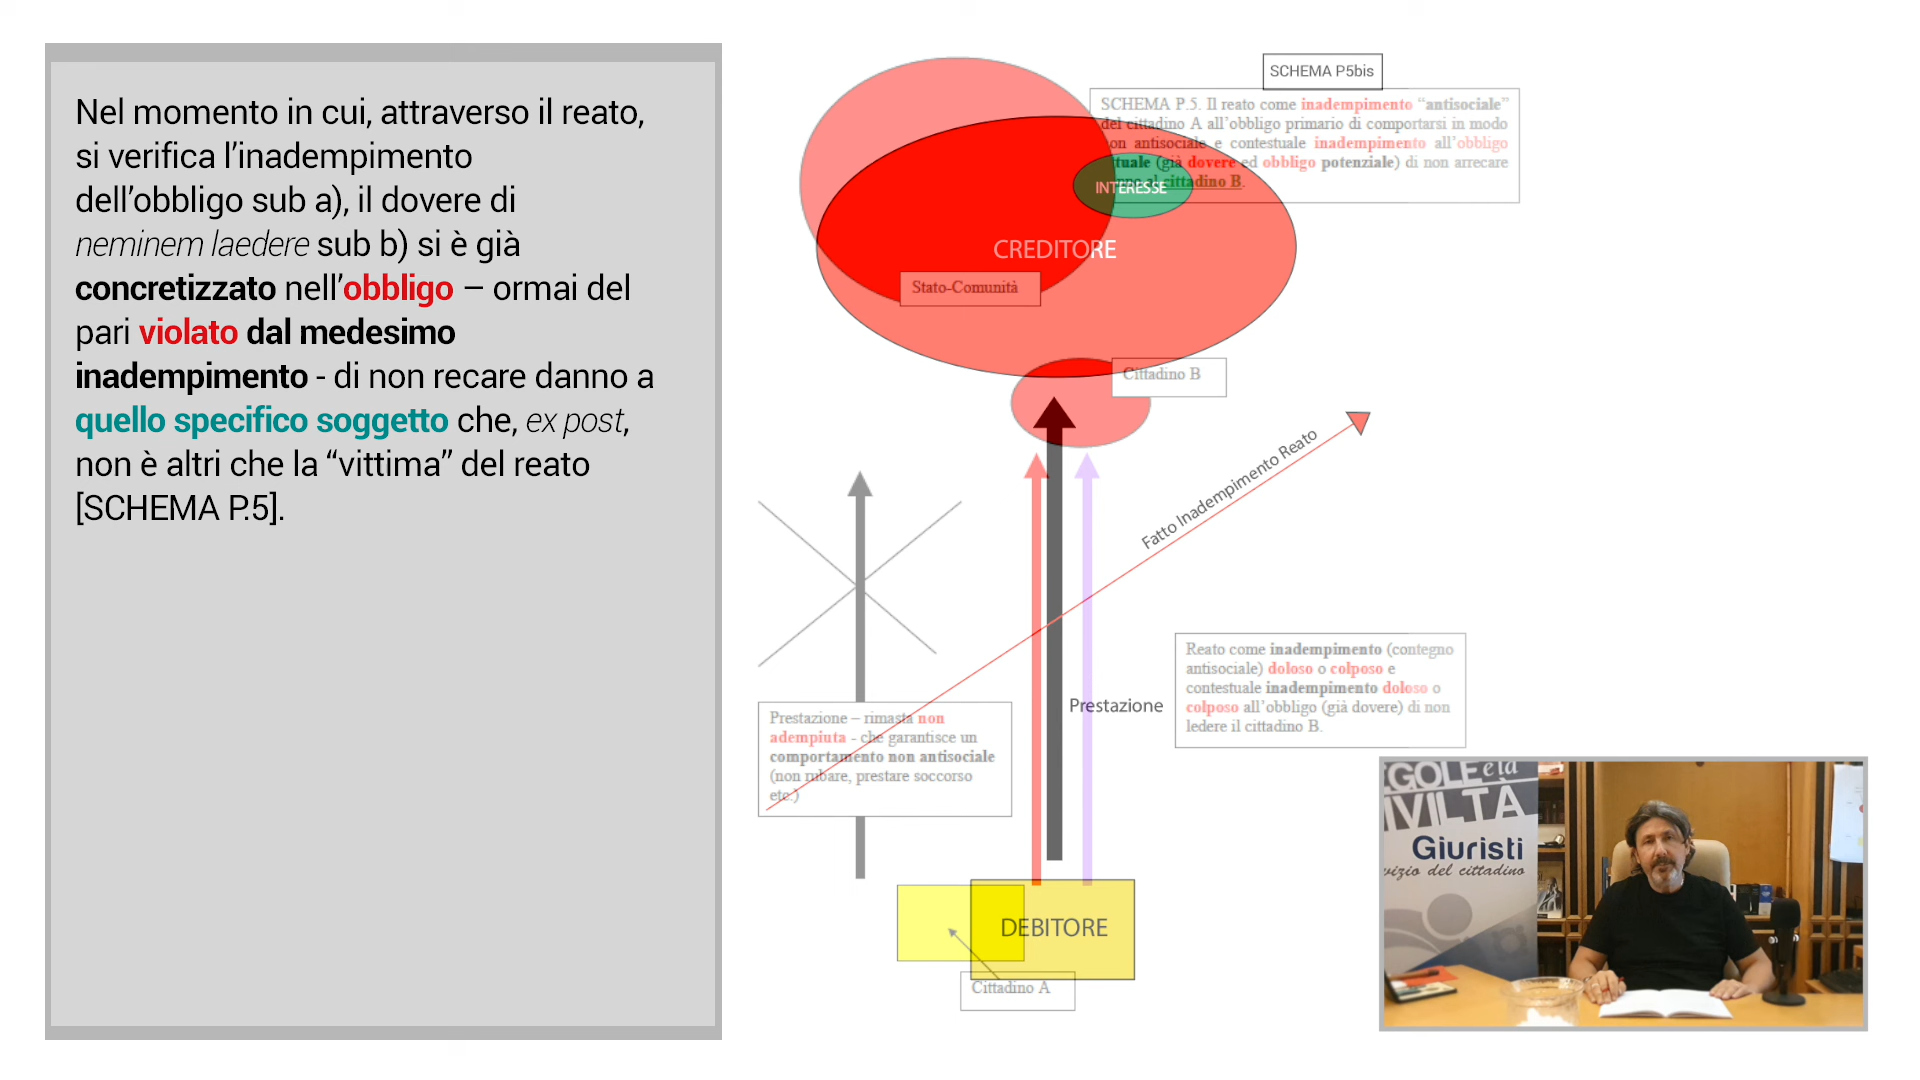 Nel momento in cui, attraverso il reato,
si verifica l’inadempimento
dell’obbligo sub a), il dovere di
neminem laedere sub b) si è già
concretizzato nell’obbligo – ormai del
pari violato dal medesimo
inadempimento - di non recare danno a
quello specifico soggetto che, ex post,
non è altri che la “vittima” del reato
[SCHEMA P.5].
SCHEMA P5bis
SCHEMA P.5. Il reato come inadempimento “antisociale”
del cittadino A all’obbligo primario di comportarsi in modo
non antisociale e contestuale inadempimento all’obbligo
attuale (già dovere ed obbligo potenziale) di non arrecare
danno al cittadino B.
INTERESSE
CREDITORE
Stato-Comunità
Cittadino B
Fatto Inadempimento Reato
Reato come inadempimento (contegno
antisociale) doloso o colposo e
contestuale inadempimento doloso o
colposo all’obbligo (già dovere) di non
ledere il cittadino B.
Prestazione
Prestazione – rimasta non
adempiuta - che garantisce un
comportamento non antisociale
(non rubare, prestare soccorso
etc.)
DEBITORE
Cittadino A
GOLE e la
IVILTÀ
Giuristi
vizio del cittadino